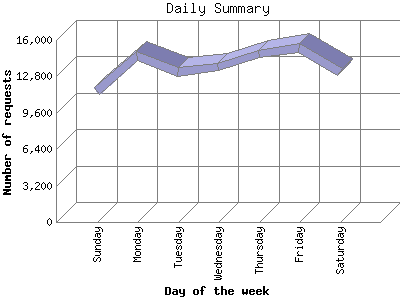 Daily Summary
Number of requests
16,000
12,800
9,600
6,400
3,200
0
Sunday
Monday
Tuesday
Wednesday
Thursday
Friday
Saturday
Day of the week